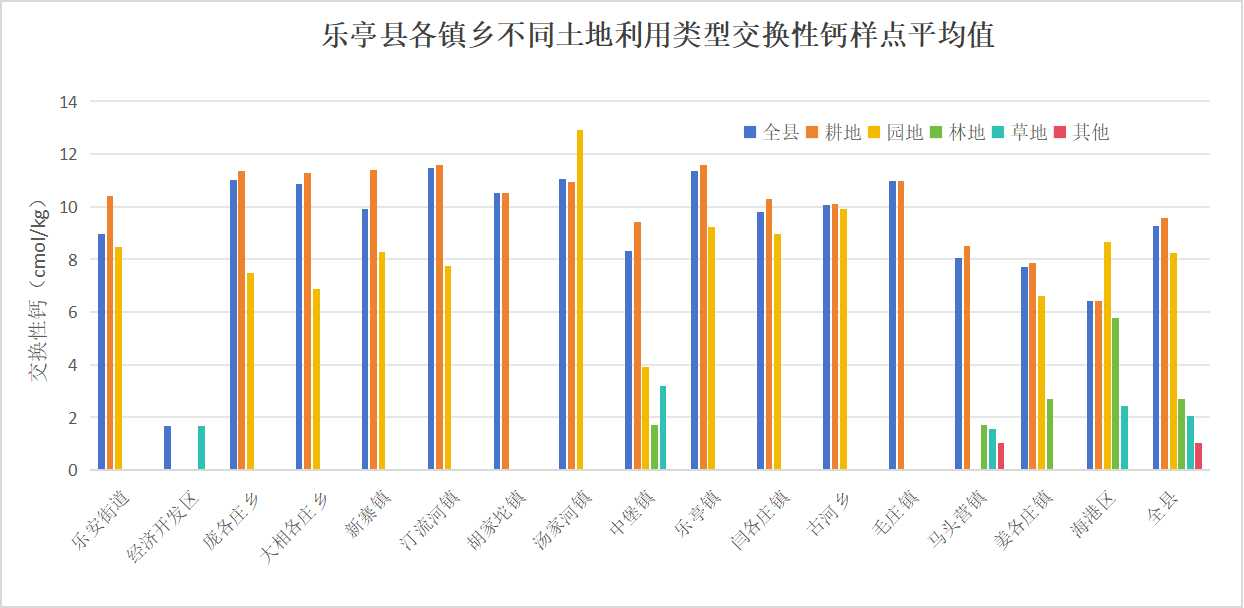 乐亭县各镇乡不同土地利用类型交换性钙样点平均值
全县 耕地 园地 林地 草地 其他
交换性钙（cmol/kg）
14
12
10
8
6
4
2
0
乐安街道
经济开发区
庞各庄乡
大相各庄乡
新寨镇
汀流河镇
胡家坨镇
汤家河镇
中堡镇
乐亭镇
闫各庄镇
古河乡
毛庄镇
马头营镇
姜各庄镇
海港区
全县